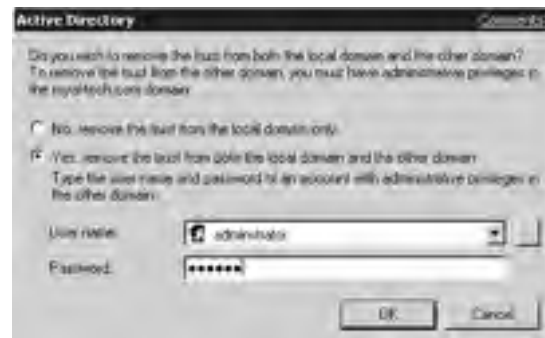 Active Directory
Comments
Do you wish to remove the trust from both the local domain and the other domain?
To remove the trust from the other domain, you must have administrative privileges in
the domain
No, remove the trust from the local domain only.
Yes, remove the trust from both the local domain and the other domain
Type the user name and password to an account with administrative privileges in
the other domain.
User name:
administrator
Password:
••••••
OK
Cancel